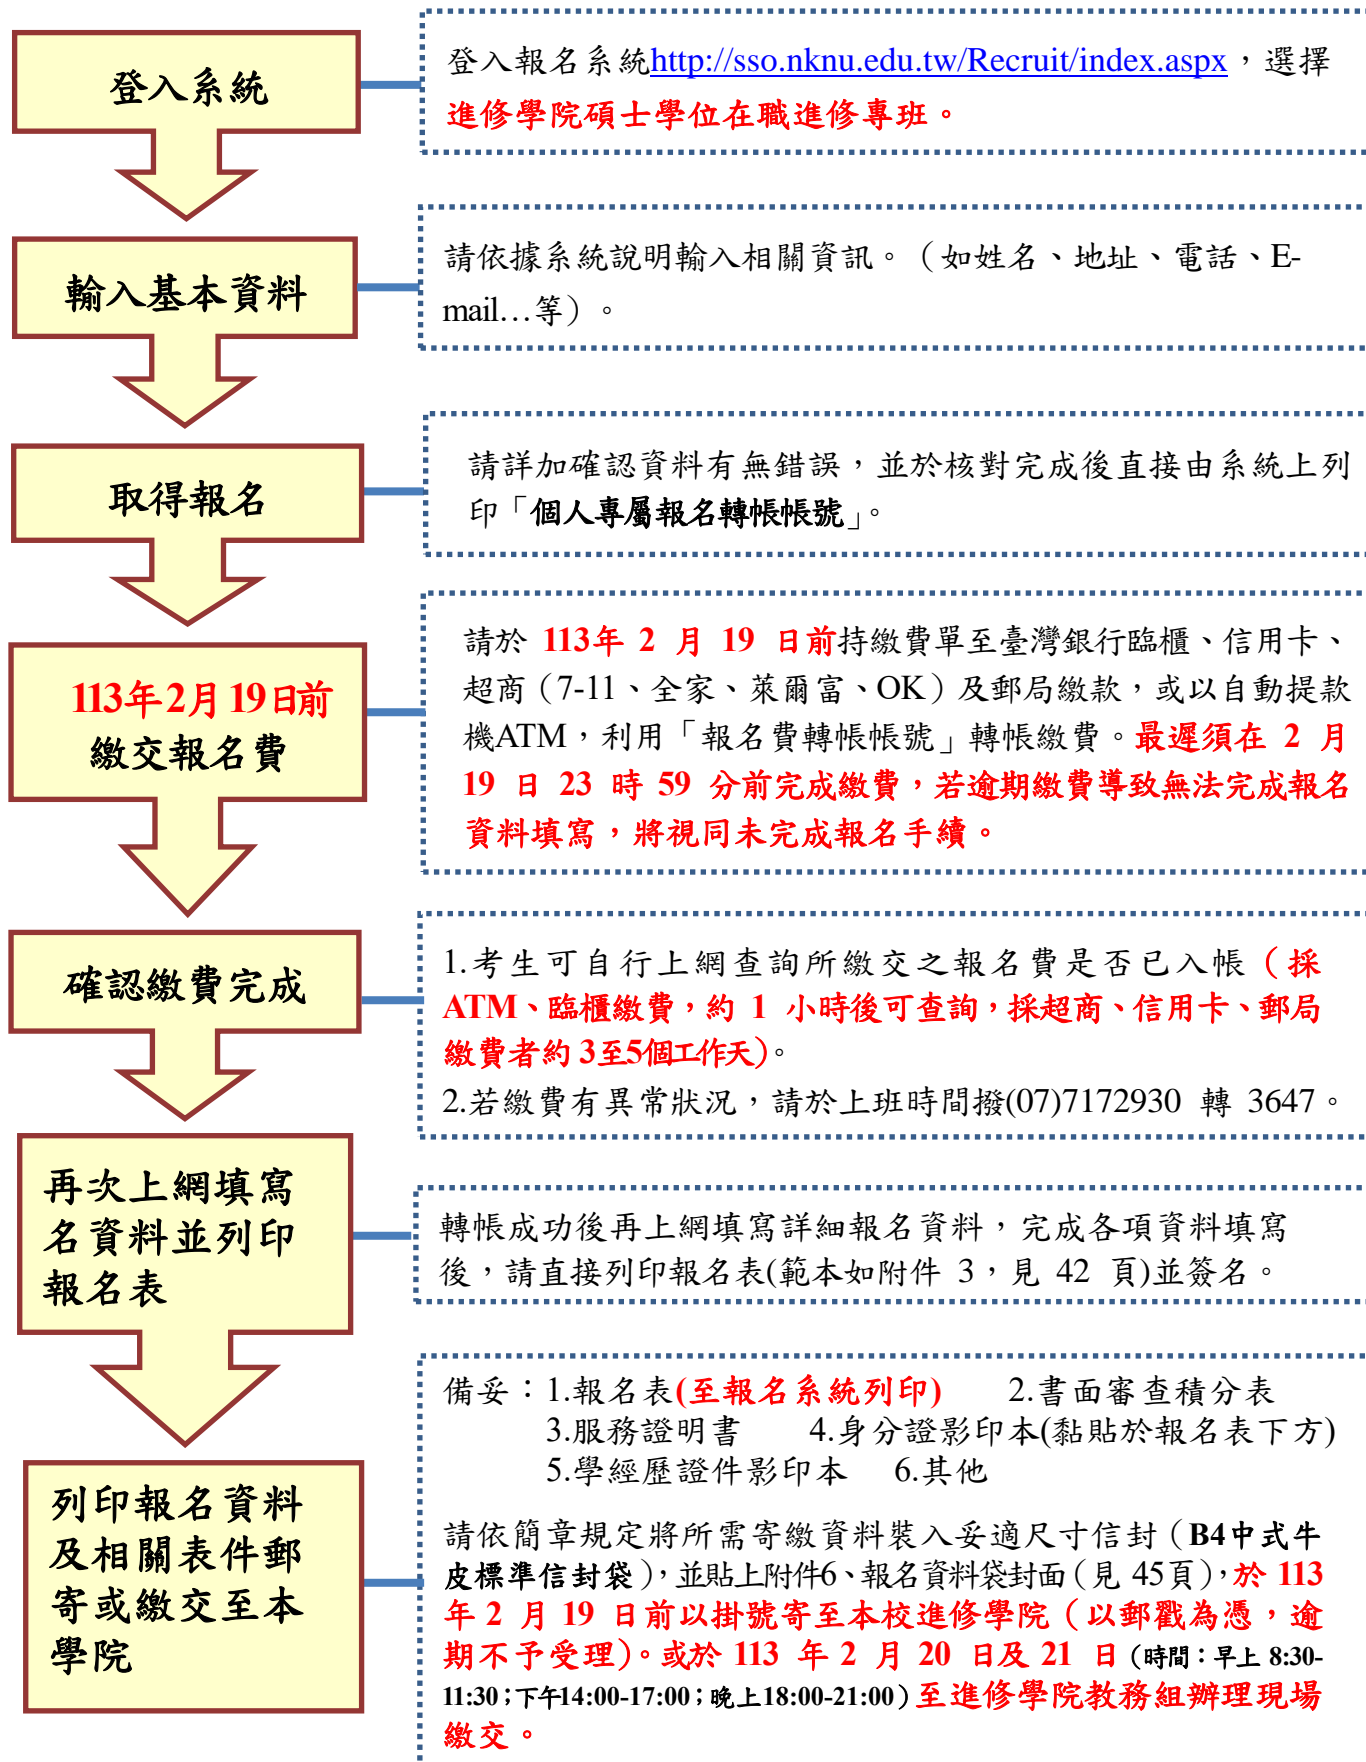 登入系統
登入報名系統http://sso.nknu.edu.tw/Recruit/index.aspx，選擇
進修學院碩士學位在職進修專班。
輸入基本資料
請依據系統說明輸入相關資訊。（如姓名、地址、電話、E-
mail…等）。
取得報名
請詳加確認資料有無錯誤，並於核對完成後直接由系統上列
印「個人專屬報名轉帳帳號」。
113年2月19日前
繳交報名費
請於 113年 2 月 19 日前持繳費單至臺灣銀行臨櫃、信用卡、
超商（7-11、全家、萊爾富、OK）及郵局繳款，或以自動提款
機ATM，利用「報名費轉帳帳號」轉帳繳費。最遲須在 2 月
19 日 23 時 59 分前完成繳費，若逾期繳費導致無法完成報名
資料填寫，將視同未完成報名手續。
確認繳費完成
1.考生可自行上網查詢所繳交之報名費是否已入帳（採
ATM、臨櫃繳費，約 1 小時後可查詢，採超商、信用卡、郵局
繳費者約 3至5個工作天）。
2.若繳費有異常狀況，請於上班時間撥(07)7172930 轉 3647。
再次上網填寫
名資料並列印
報名表
轉帳成功後再上網填寫詳細報名資料，完成各項資料填寫
後，請直接列印報名表(範本如附件 3，見 42 頁)並簽名。
列印報名資料
及相關表件郵
寄或繳交至本
學院
備妥：1.報名表(至報名系統列印) 2.書面審查積分表
3.服務證明書 4.身分證影印本(黏貼於報名表下方)
5.學經歷證件影印本 6.其他
請依簡章規定將所需寄繳資料裝入妥適尺寸信封（B4中式牛
皮標準信封袋），並貼上附件6、報名資料袋封面（見 45頁），於 113
年 2 月 19 日前以掛號寄至本校進修學院（以郵戳為憑，逾
期不予受理）。或於 113 年 2 月 20 日及 21 日（時間：早上 8:30-
11:30；下午14:00-17:00；晚上18:00-21:00）至進修學院教務組辦理現場
繳交。